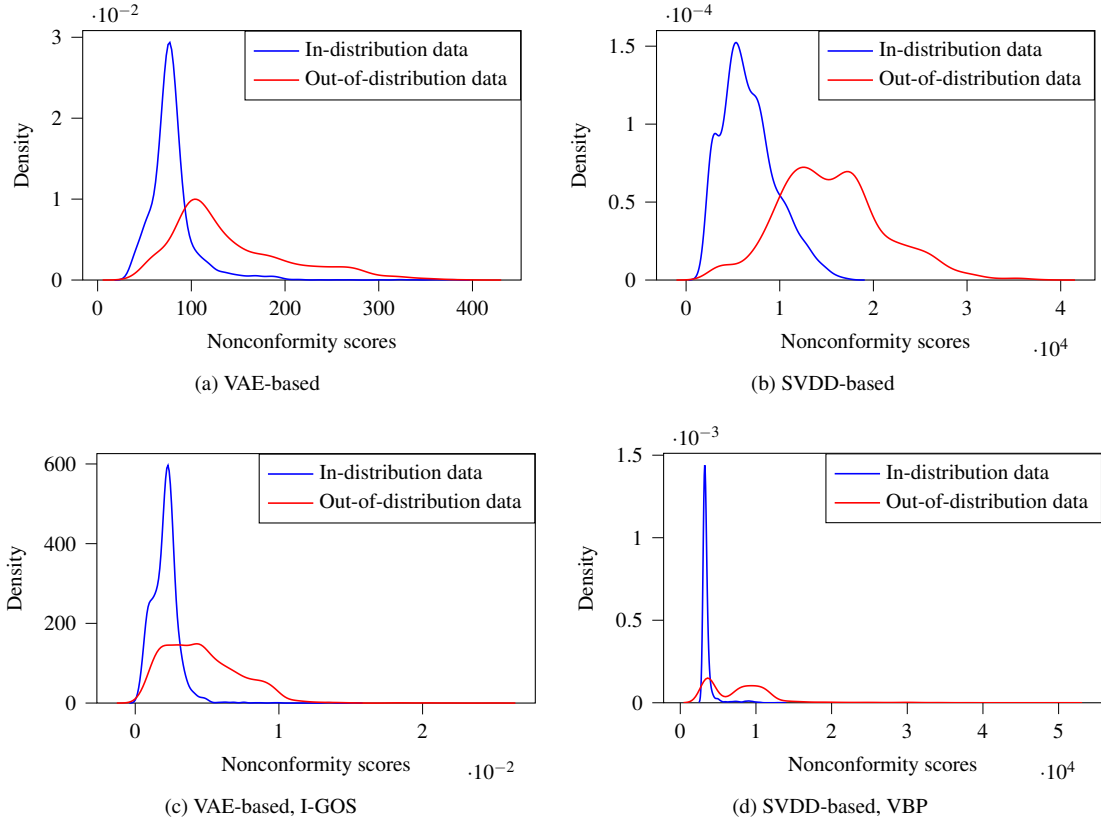 ·10⁻²
3
2
1
0
Density
0 100 200 300 400
Nonconformity scores
In-distribution data
Out-of-distribution data
(a) VAE-based
·10⁻⁴
1.5
1
0.5
0
Density
0 1 2 3 4
Nonconformity scores
·10⁴
In-distribution data
Out-of-distribution data
(b) SVDD-based
600
400
200
0
Density
0 1 2
Nonconformity scores
·10⁻²
In-distribution data
Out-of-distribution data
(c) VAE-based, I-GOS
·10⁻³
1.5
1
0.5
0
Density
0 1 2 3 4 5
Nonconformity scores
·10⁴
In-distribution data
Out-of-distribution data
(d) SVDD-based, VBP